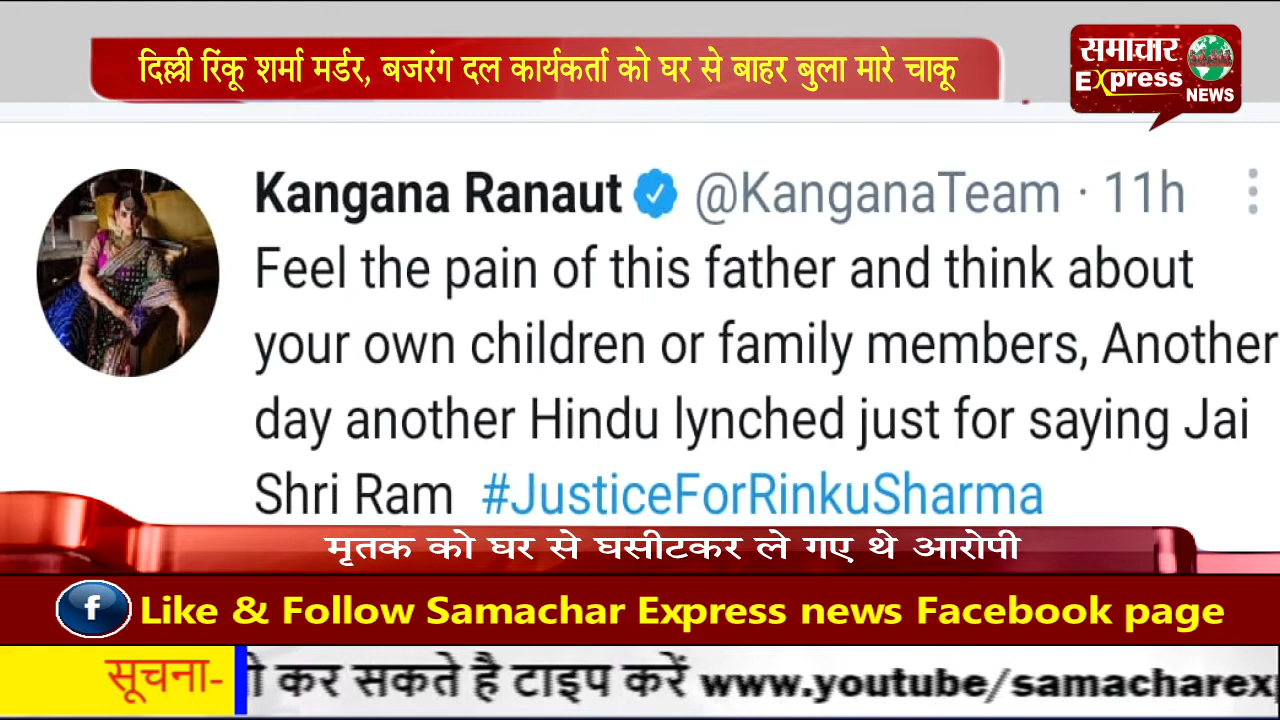 दिल्ली रिंकू शर्मा मर्डर, बजरंग दल कार्यकर्ता को घर से बाहर बुला मारे चाकू
समाचार
Express
NEWS
Kangana Ranaut @KanganaTeam · 11h
Feel the pain of this father and think about
your own children or family members, Another
day another Hindu lynched just for saying Jai
Shri Ram #JusticeForRinkuSharma
मृतक को घर से घसीटकर ले गए थे आरोपी
f Like & Follow Samachar Express news Facebook page
सूचना- कर सकते है टाइप करें www.youtube/samacharex